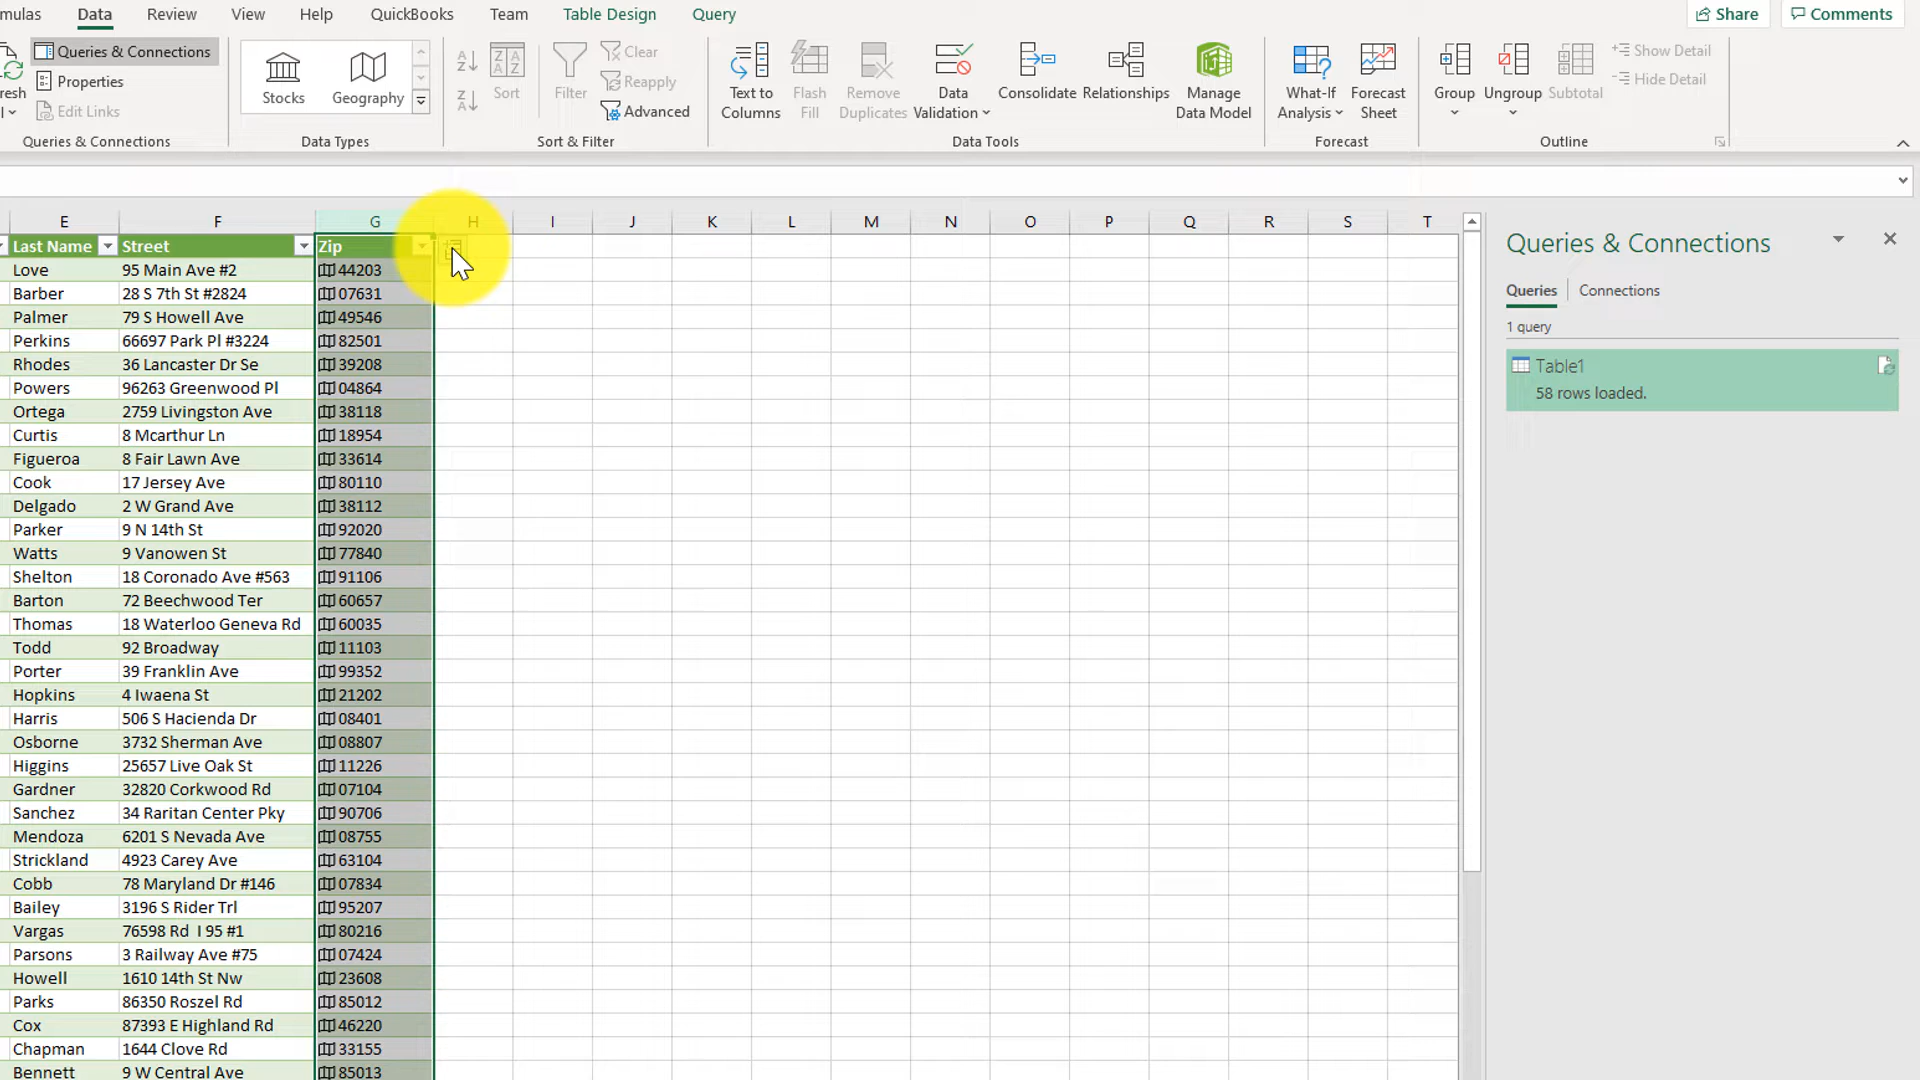 mulas Data Review View Help QuickBooks Team Table Design Query Share Comments
Queries & Connections
Properties
Edit Links
resh
Stocks
Geography
Sort
Filter
Clear
Reapply
Advanced
Text to Columns
Flash Fill
Remove Duplicates
Data Validation
Consolidate
Relationships
Manage Data Model
What-If Analysis
Forecast Sheet
Group
Ungroup
Subtotal
Show Detail
Hide Detail
Queries & Connections Data Types Sort & Filter Data Tools Forecast Outline
E F G H I J K L M N O P Q R S T
Last Name Street Zip
Love 95 Main Ave #2 44203
Barber 28 S 7th St #2824 07631
Palmer 79 S Howell Ave 49546
Perkins 66697 Park Pl #3224 82501
Rhodes 36 Lancaster Dr Se 39208
Powers 96263 Greenwood Pl 04864
Ortega 2759 Livingston Ave 38118
Curtis 8 Mcarthur Ln 18954
Figueroa 8 Fair Lawn Ave 33614
Cook 17 Jersey Ave 80110
Delgado 2 W Grand Ave 38112
Parker 9 N 14th St 92020
Watts 9 Vanowen St 77840
Shelton 18 Coronado Ave #563 91106
Barton 72 Beechwood Ter 60657
Thomas 18 Waterloo Geneva Rd 60035
Todd 92 Broadway 11103
Porter 39 Franklin Ave 99352
Hopkins 4 Iwaena St 21202
Harris 506 S Hacienda Dr 08401
Osborne 3732 Sherman Ave 08807
Higgins 25657 Live Oak St 11226
Gardner 32820 Corkwood Rd 07104
Sanchez 34 Raritan Center Pky 90706
Mendoza 6201 S Nevada Ave 08755
Strickland 4923 Carey Ave 63104
Cobb 78 Maryland Dr #146 07834
Bailey 3196 S Rider Trl 95207
Vargas 76598 Rd I 95 #1 80216
Parsons 3 Railway Ave #75 07424
Howell 1610 14th St Nw 23608
Parks 86350 Roszel Rd 85012
Cox 87393 E Highland Rd 46220
Chapman 1644 Clove Rd 33155
Bennett 9 W Central Ave 85013
Queries & Connections
Queries Connections
1 query
Table1
58 rows loaded.